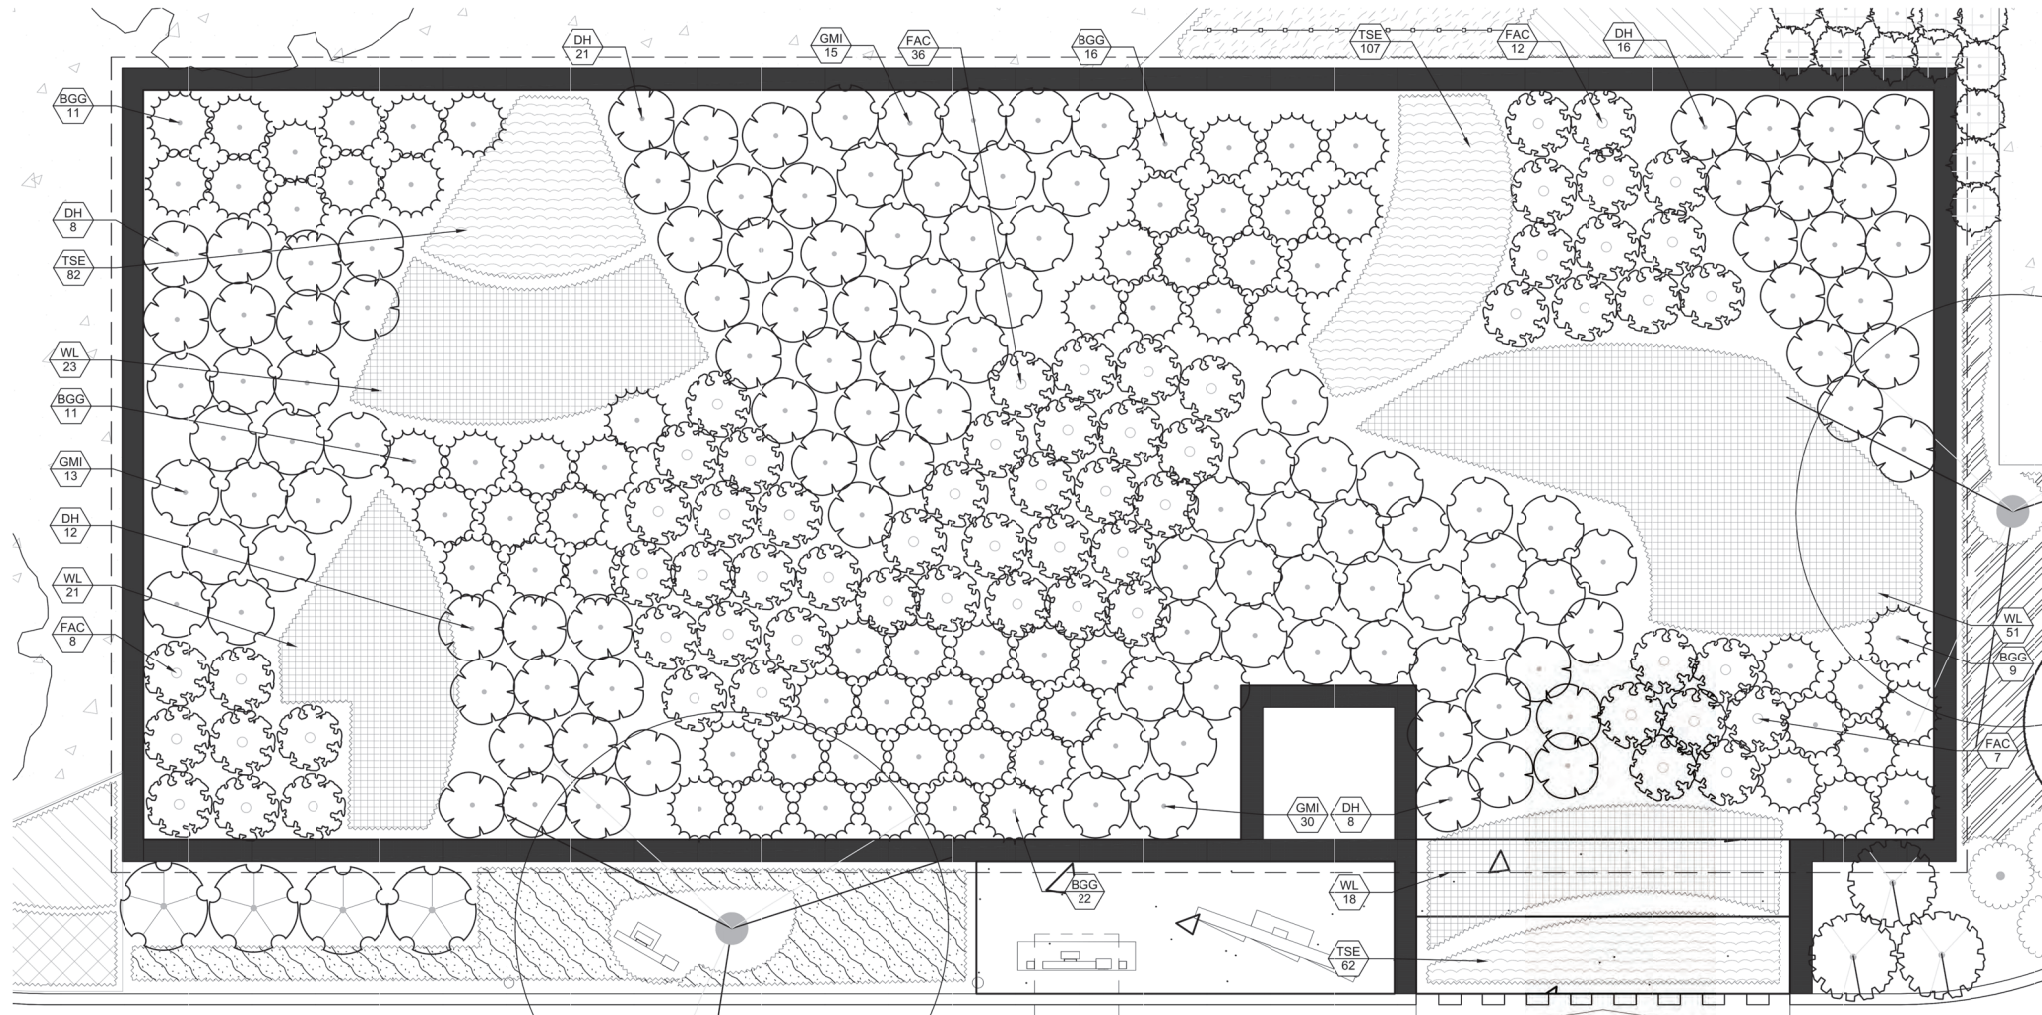 DH
21
GMI
15
FAC
36
BGG
16
TSE
107
FAC
12
DH
16
BGG
11
DH
8
TSE
82
WL
23
BGG
11
GMI
13
DH
12
WL
21
FAC
8
WL
51
BGG
9
FAC
7
GMI
30
DH
8
BGG
22
WL
18
TSE
62